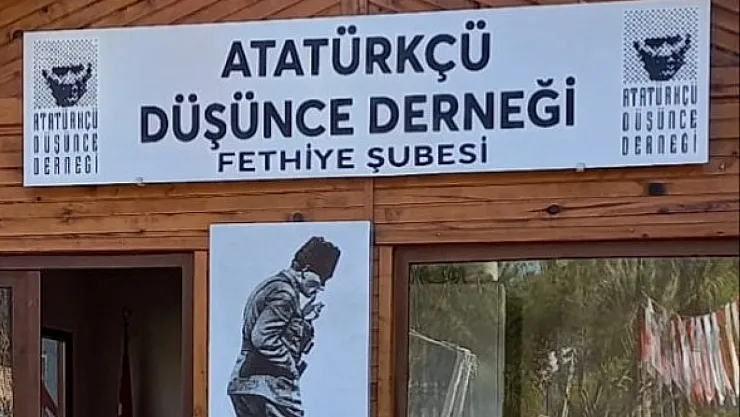 ATATÜRKÇÜ
DÜŞÜNCE DERNEĞİ
FETHİYE ŞUBESİ
ATATÜRKÇÜ
DÜŞÜNCE
DERNEĞİ
ATATÜRKÇÜ
DÜŞÜNCE
DERNEĞİ